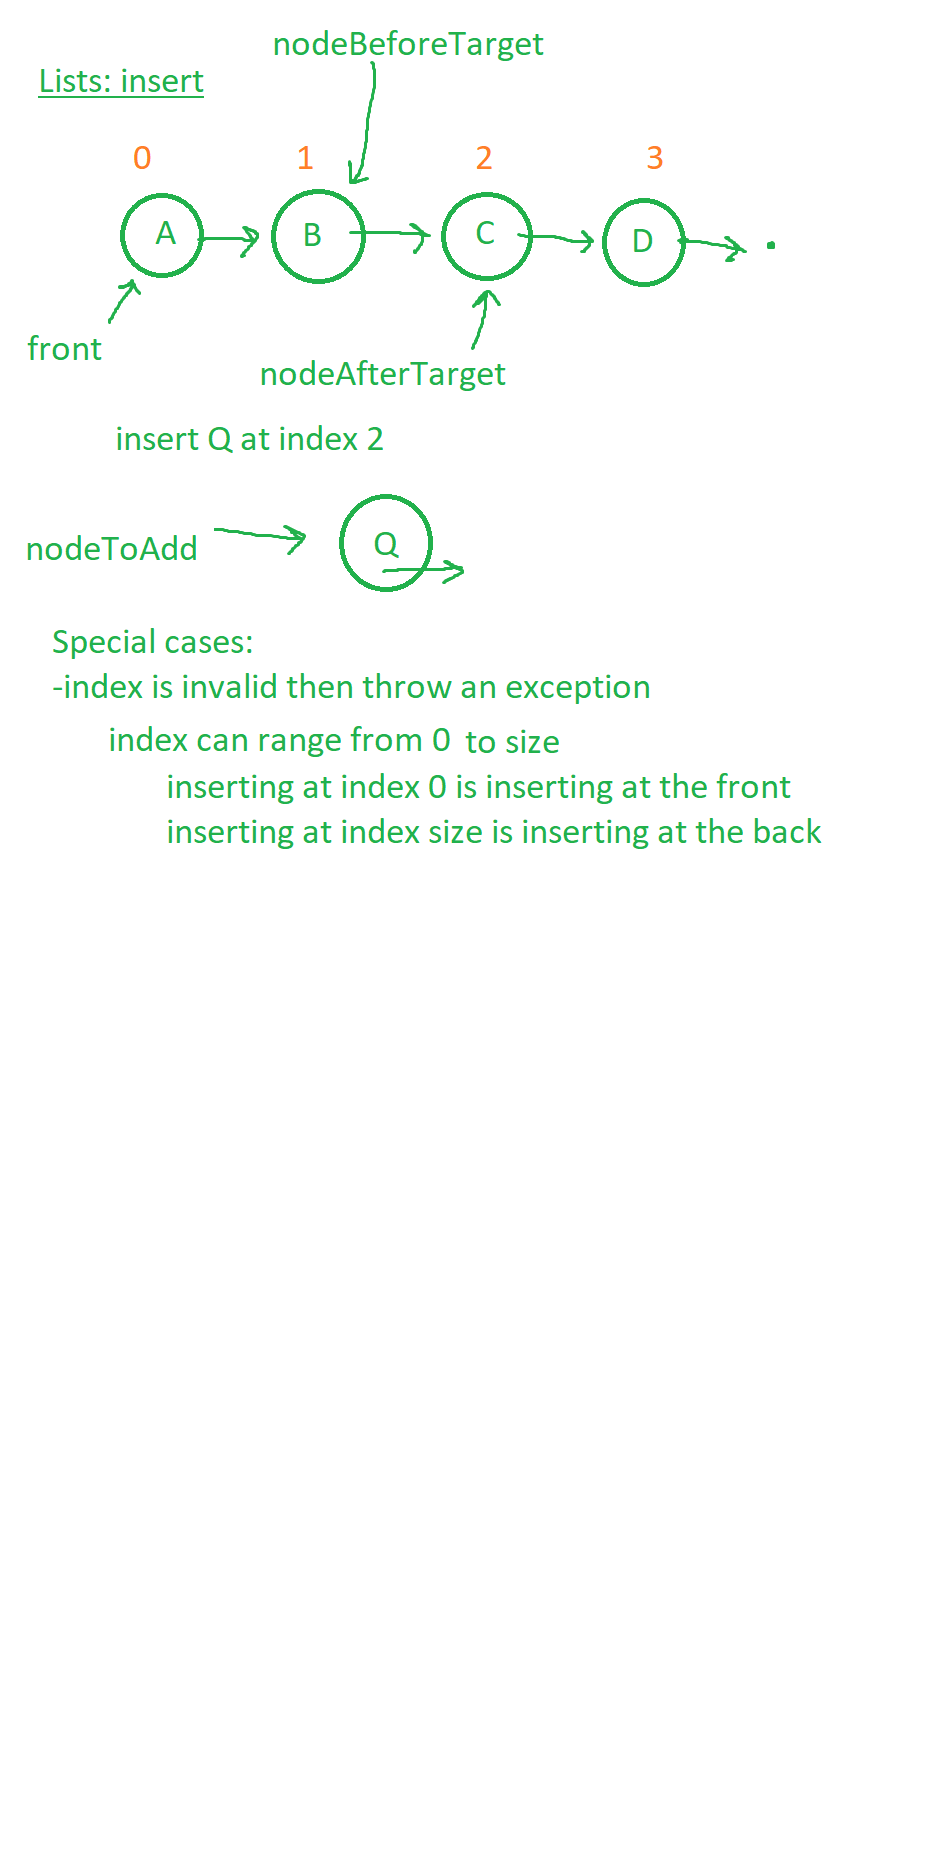 nodeBeforeTarget
Lists: insert
0 1 2 3
A B C D
front
nodeAfterTarget
insert Q at index 2
Q
nodeToAdd
Special cases:
-index is invalid then throw an exception
index can range from 0 to size
inserting at index 0 is inserting at the front
inserting at index size is inserting at the back